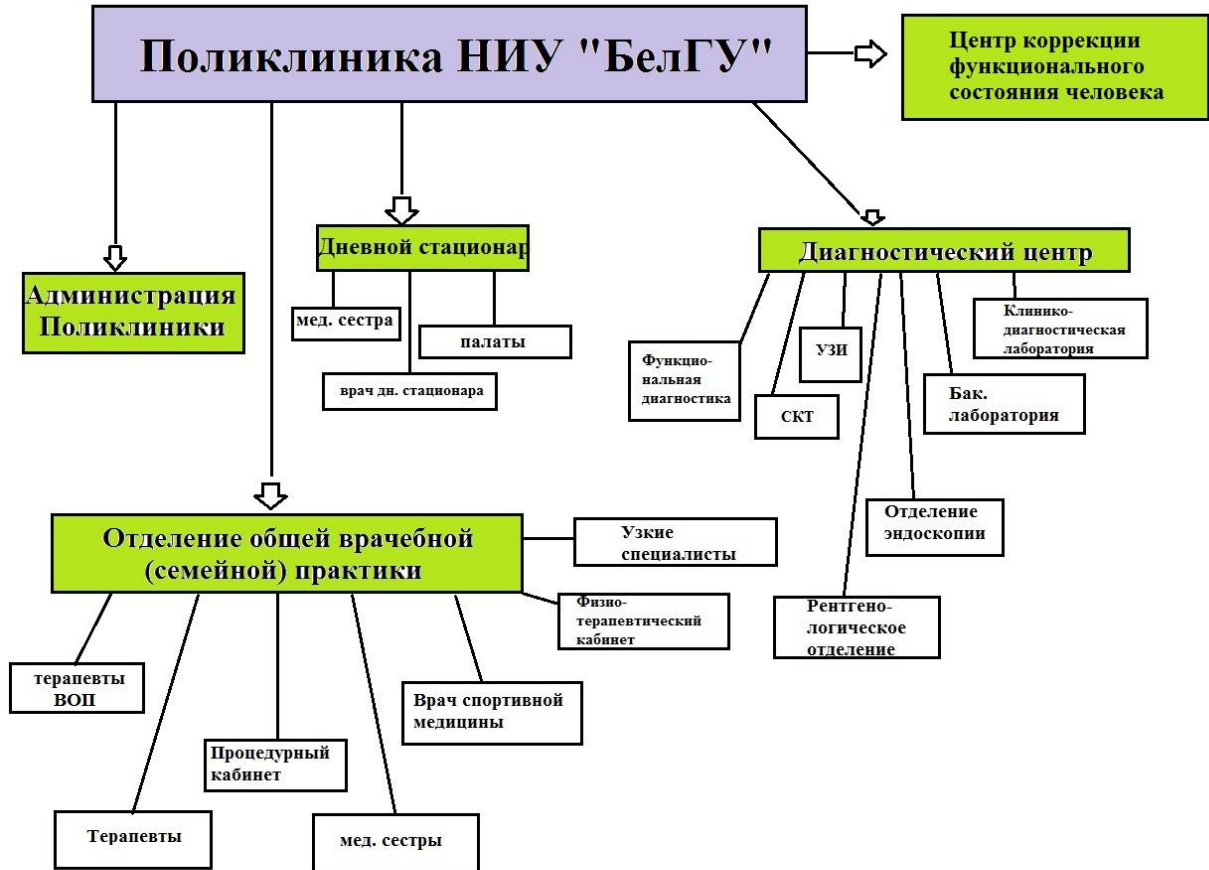 Поликлиника НИУ "БелГУ"
Центр коррекции
функционального
состояния человека
Дневной стационар
Диагностический центр
Администрация
Поликлиники
мед. сестра
палаты
врач дн. стационара
Функцио-
нальная
диагностика
СКТ
УЗИ
Клинико-
диагностическая
лаборатория
Бак.
лаборатория
Отделение
эндоскопии
Рентгено-
логическое
отделение
Отделение общей врачебной
(семейной) практики
Узкие
специалисты
Физио-
терапевтический
кабинет
терапевты
ВОП
Врач спортивной
медицины
Процедурный
кабинет
Терапевты
мед. сестры